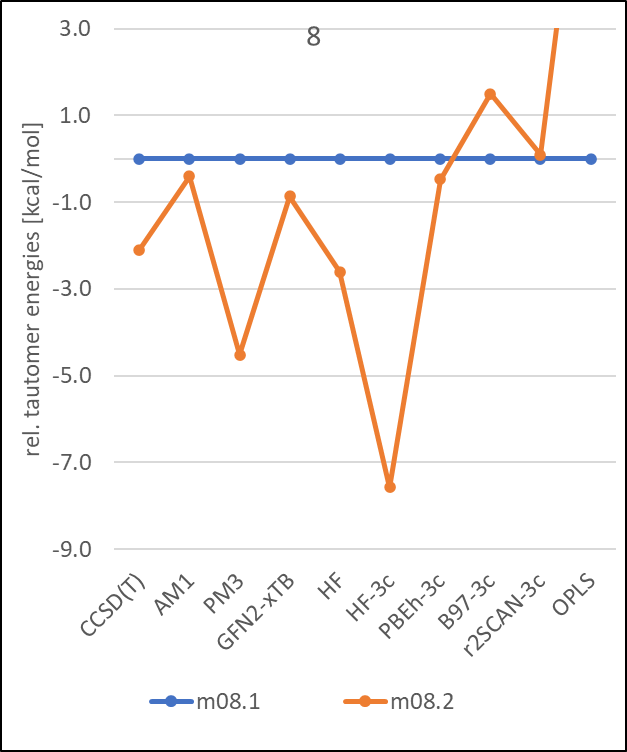 8
3.0
1.0
-1.0
-3.0
-5.0
-7.0
-9.0
rel. tautomer energies [kcal/mol]
CCSD(T)
AM1
PM3
GFN2-xTB
HF
HF-3c
PBEh-3c
B97-3c
r2SCAN-3c
OPLS
m08.1
m08.2